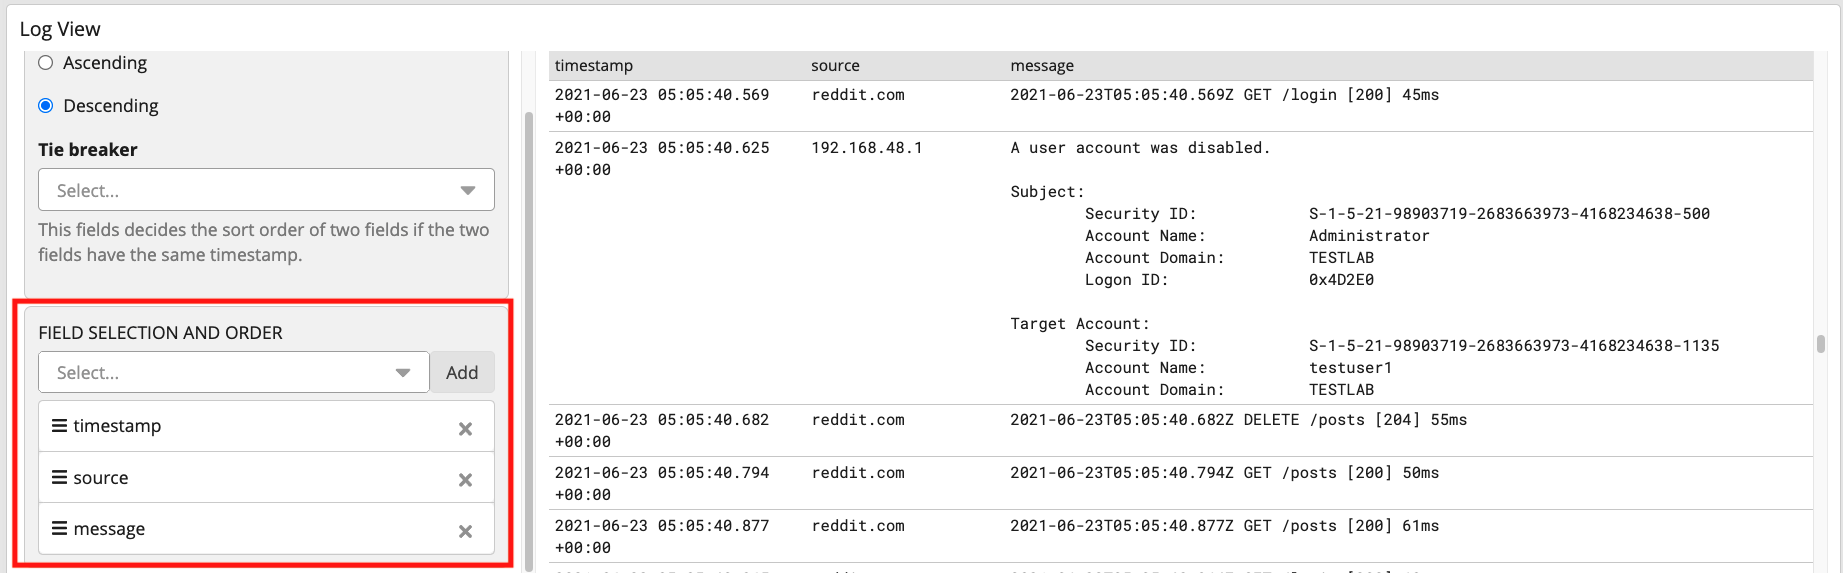 Log View
Ascending
Descending
Tie breaker
Select...
This fields decides the sort order of two fields if the two
fields have the same timestamp.
FIELD SELECTION AND ORDER
Select... Add
timestamp
source
message
timestamp source message
2021-06-23 05:05:40.569 reddit.com 2021-06-23T05:05:40.569Z GET /login [200] 45ms
+00:00
2021-06-23 05:05:40.625 192.168.48.1 A user account was disabled.
+00:00
Subject:
Security ID: S-1-5-21-98903719-2683663973-4168234638-500
Account Name: Administrator
Account Domain: TESTLAB
Logon ID: 0x4D2E0
Target Account:
Security ID: S-1-5-21-98903719-2683663973-4168234638-1135
Account Name: testuser1
Account Domain: TESTLAB
2021-06-23 05:05:40.682 reddit.com 2021-06-23T05:05:40.682Z DELETE /posts [204] 55ms
+00:00
2021-06-23 05:05:40.794 reddit.com 2021-06-23T05:05:40.794Z GET /posts [200] 50ms
+00:00
2021-06-23 05:05:40.877 reddit.com 2021-06-23T05:05:40.877Z GET /posts [200] 61ms
+00:00